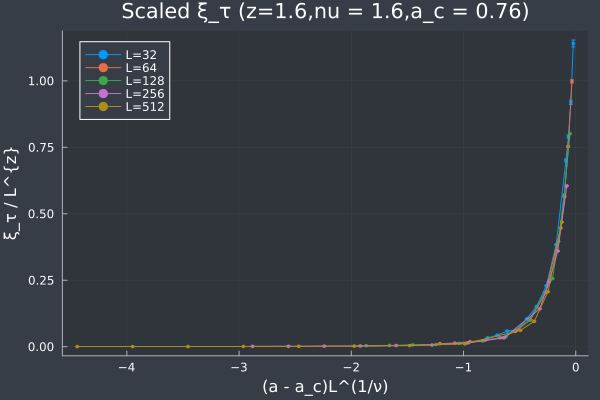 Scaled ξ_τ (z=1.6,nu = 1.6,a_c = 0.76)
L=32
L=64
L=128
L=256
L=512
1.00
0.75
0.50
0.25
0.00
ξ_τ / L^{z}
−4 −3 −2 −1 0
(a - a_c)L^(1/ν)